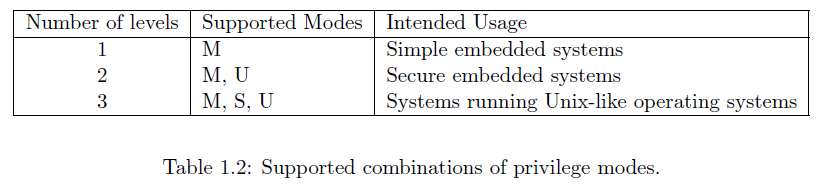 Number of levels Supported Modes Intended Usage
1 M Simple embedded systems
2 M, U Secure embedded systems
3 M, S, U Systems running Unix-like operating systems
Table 1.2: Supported combinations of privilege modes.